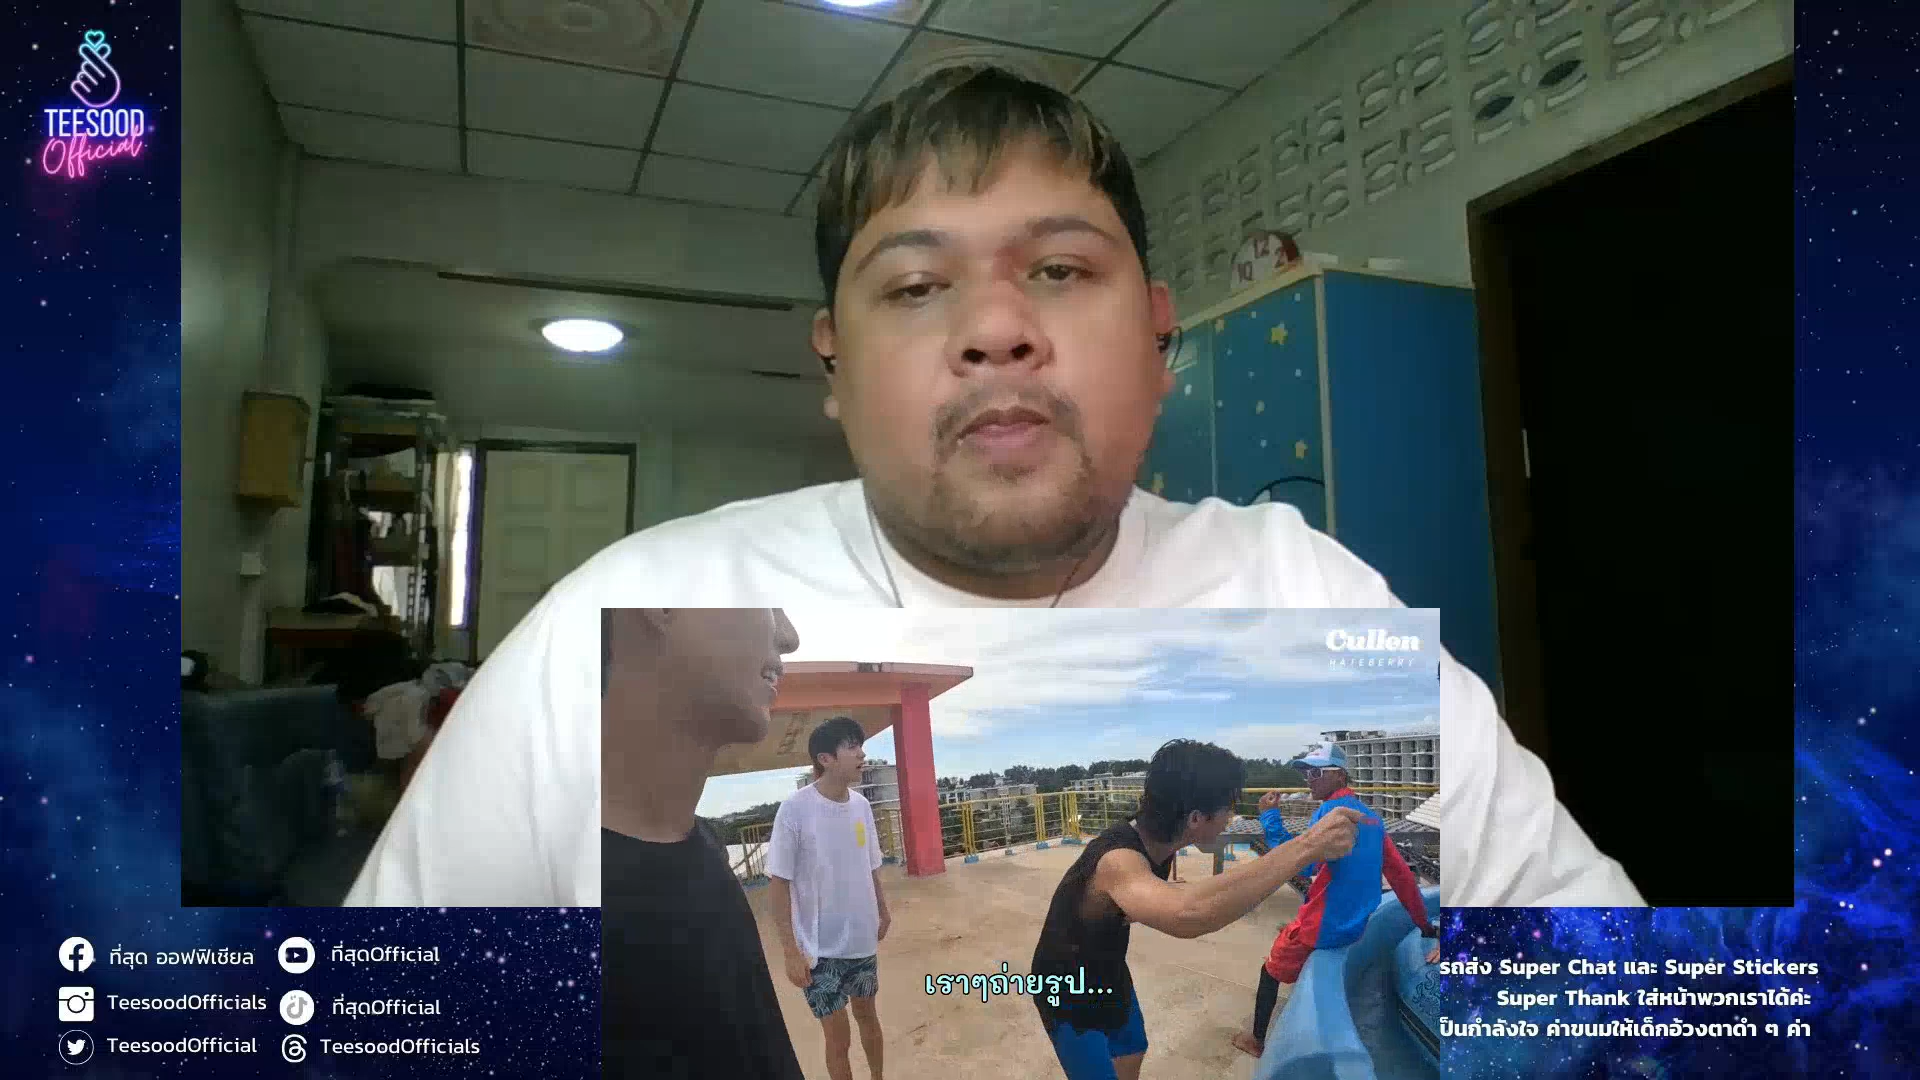 TEESOOD
Official
12
10
2
Cullen
HATEBERRY
เราๆถ่ายรูป...
ที่สุด ออฟฟิเชียล
ที่สุดOfficial
TeesoodOfficials
ที่สุดOfficial
TeesoodOfficial
TeesoodOfficials
รถส่ง Super Chat และ Super Stickers
Super Thank ใส่หน้าพวกเราได้ค่ะ
ป็นกำลังใจ ค่าขนมให้เด็กอ้วงตาดำ ๆ ค่า